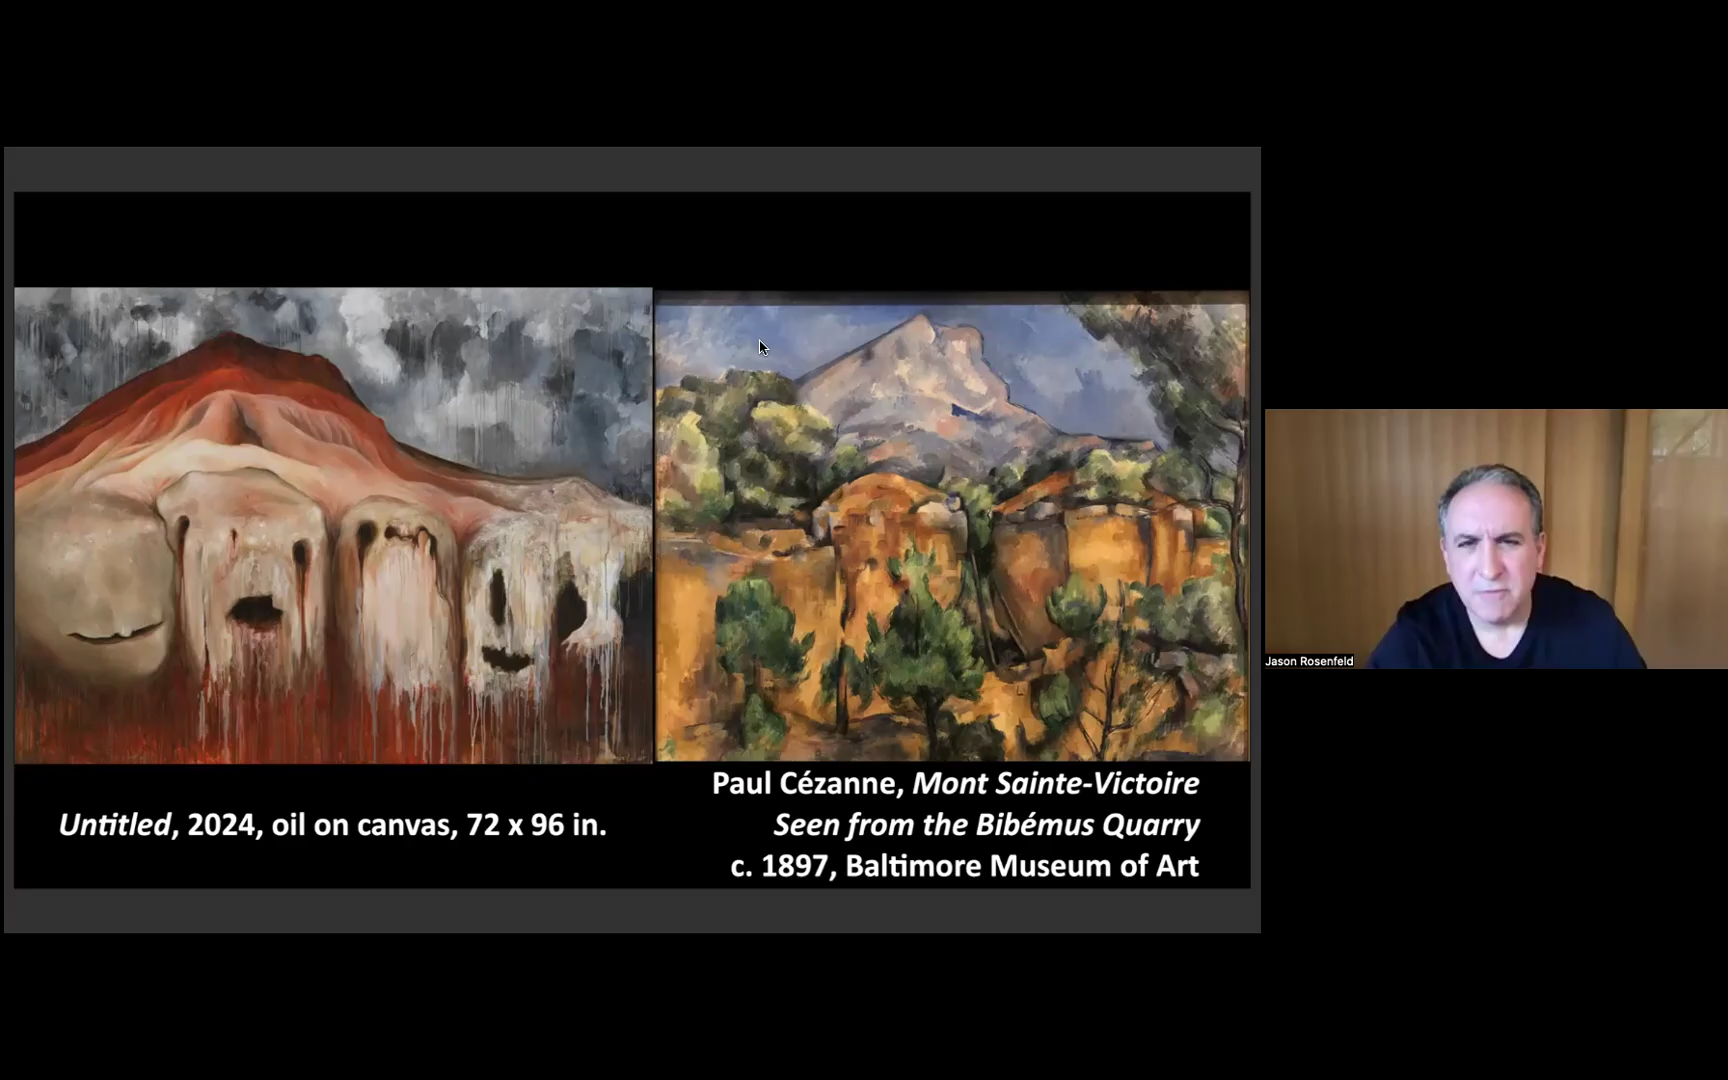 Untitled, 2024, oil on canvas, 72 x 96 in.
Paul Cézanne, Mont Sainte-Victoire
Seen from the Bibémus Quarry
c. 1897, Baltimore Museum of Art
Jason Rosenfeld